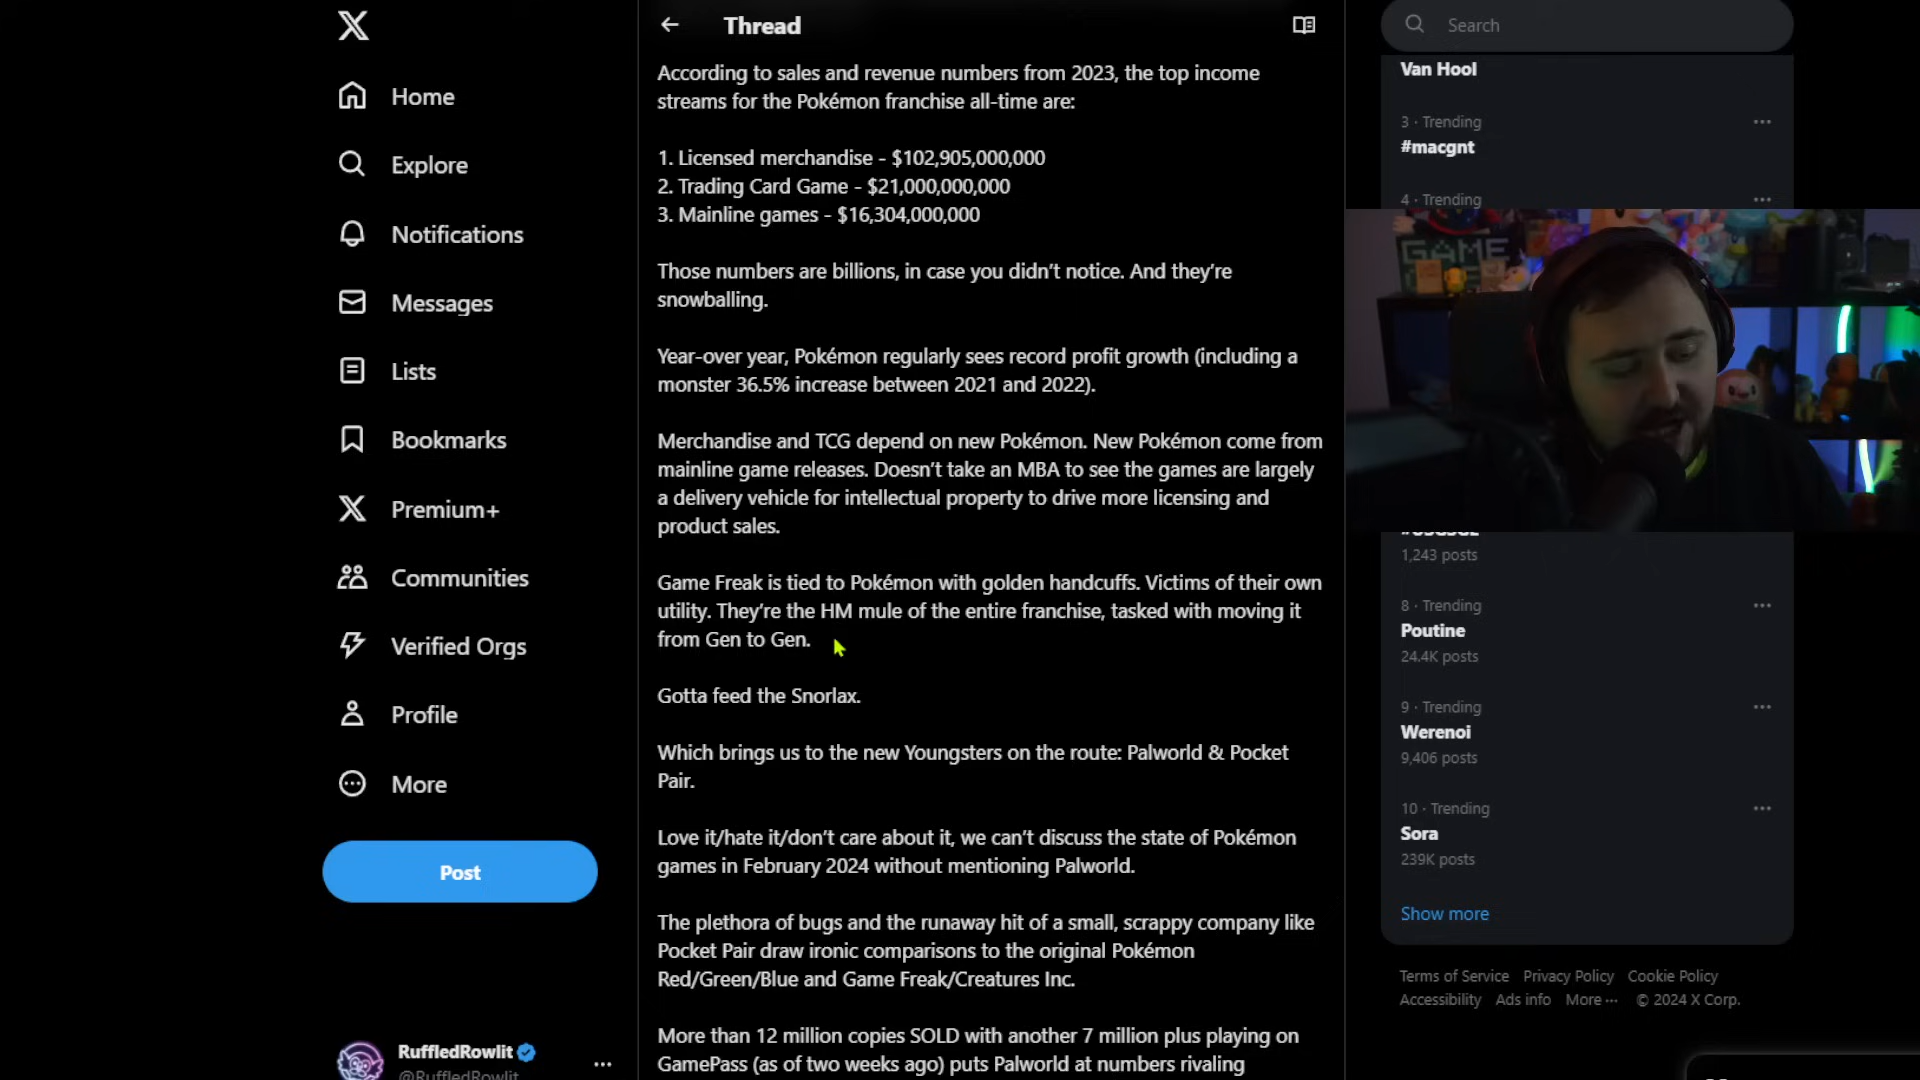 Home
Explore
Notifications
Messages
Lists
Bookmarks
Premium+
Communities
Verified Orgs
Profile
More
Post
RuffledRowlit
@RuffledRowlit
Thread
According to sales and revenue numbers from 2023, the top income
streams for the Pokémon franchise all-time are:
1. Licensed merchandise - $102,905,000,000
2. Trading Card Game - $21,000,000,000
3. Mainline games - $16,304,000,000
Those numbers are billions, in case you didn't notice. And they're
snowballing.
Year-over year, Pokémon regularly sees record profit growth (including a
monster 36.5% increase between 2021 and 2022).
Merchandise and TCG depend on new Pokémon. New Pokémon come from
mainline game releases. Doesn't take an MBA to see the games are largely
a delivery vehicle for intellectual property to drive more licensing and
product sales.
Game Freak is tied to Pokémon with golden handcuffs. Victims of their own
utility. They're the HM mule of the entire franchise, tasked with moving it
from Gen to Gen.
Gotta feed the Snorlax.
Which brings us to the new Youngsters on the route: Palworld & Pocket
Pair.
Love it/hate it/don't care about it, we can't discuss the state of Pokémon
games in February 2024 without mentioning Palworld.
The plethora of bugs and the runaway hit of a small, scrappy company like
Pocket Pair draw ironic comparisons to the original Pokémon
Red/Green/Blue and Game Freak/Creatures Inc.
More than 12 million copies SOLD with another 7 million plus playing on
GamePass (as of two weeks ago) puts Palworld at numbers rivaling
Search
Van Hool
3 · Trending
#macgnt
4 · Trending
GAME
1,243 posts
8 · Trending
Poutine
24.4K posts
9 · Trending
Werenoi
9,406 posts
10 · Trending
Sora
239K posts
Show more
Terms of Service Privacy Policy Cookie Policy
Accessibility Ads info More ··· © 2024 X Corp.